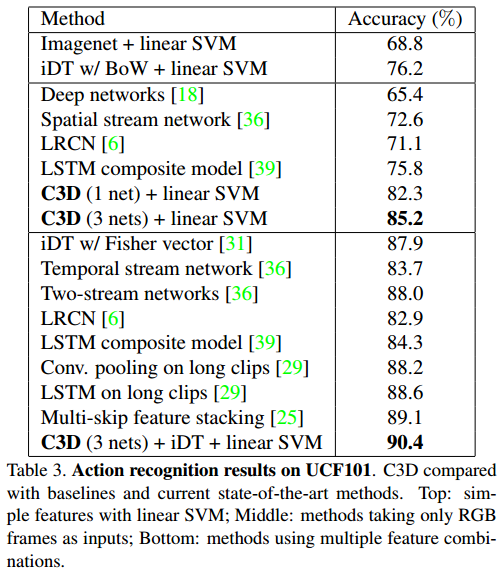 Method Accuracy (%)
Imagenet + linear SVM 68.8
iDT w/ BoW + linear SVM 76.2
Deep networks [18] 65.4
Spatial stream network [36] 72.6
LRCN [6] 71.1
LSTM composite model [39] 75.8
C3D (1 net) + linear SVM 82.3
C3D (3 nets) + linear SVM 85.2
iDT w/ Fisher vector [31] 87.9
Temporal stream network [36] 83.7
Two-stream networks [36] 88.0
LRCN [6] 82.9
LSTM composite model [39] 84.3
Conv. pooling on long clips [29] 88.2
LSTM on long clips [29] 88.6
Multi-skip feature stacking [25] 89.1
C3D (3 nets) + iDT + linear SVM 90.4
Table 3. Action recognition results on UCF101. C3D compared
with baselines and current state-of-the-art methods. Top: sim-
ple features with linear SVM; Middle: methods taking only RGB
frames as inputs; Bottom: methods using multiple feature combi-
nations.